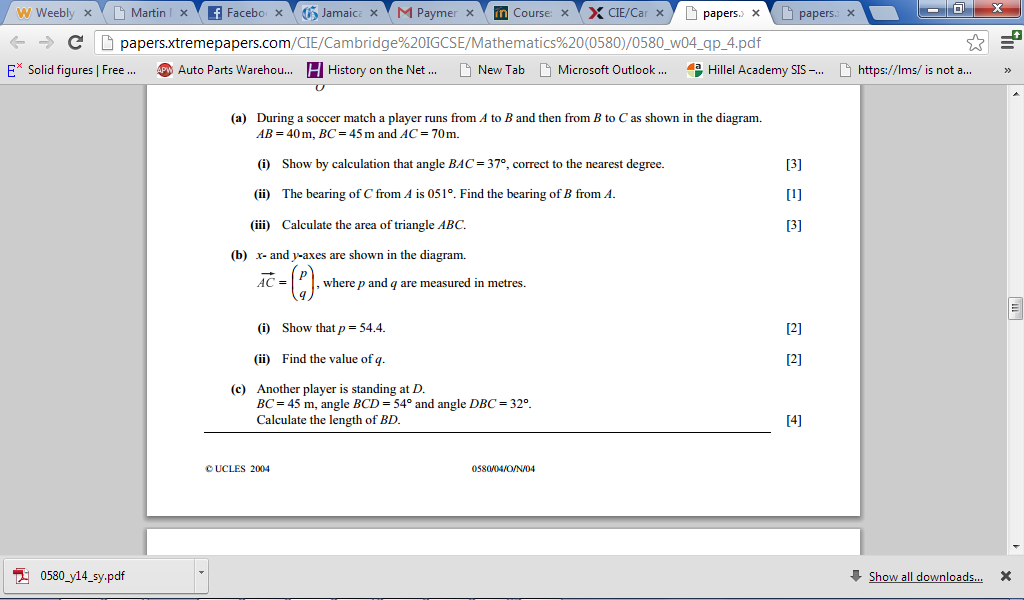 Weebly
Martin
Facebo
Jamaica
Paymen
Course
CIE/Car
papers.
papers.
papers.xtremepapers.com/CIE/Cambridge%20IGCSE/Mathematics%20(0580)/0580_w04_qp_4.pdf
Solid figures | Free ...
Auto Parts Warehou...
History on the Net ...
New Tab
Microsoft Outlook ...
Hillel Academy SIS –...
https://lms/ is not a...
»
(a) During a soccer match a player runs from A to B and then from B to C as shown in the diagram.
AB = 40 m, BC = 45 m and AC = 70 m.
(i) Show by calculation that angle BAC = 37°, correct to the nearest degree. [3]
(ii) The bearing of C from A is 051°. Find the bearing of B from A. [1]
(iii) Calculate the area of triangle ABC. [3]
(b) x- and y-axes are shown in the diagram.
AC = (p q), where p and q are measured in metres.
(i) Show that p = 54.4. [2]
(ii) Find the value of q. [2]
(c) Another player is standing at D.
BC = 45 m, angle BCD = 54° and angle DBC = 32°.
Calculate the length of BD. [4]
© UCLES 2004 0580/04/O/N/04
0580_y14_sy.pdf
Show all downloads...